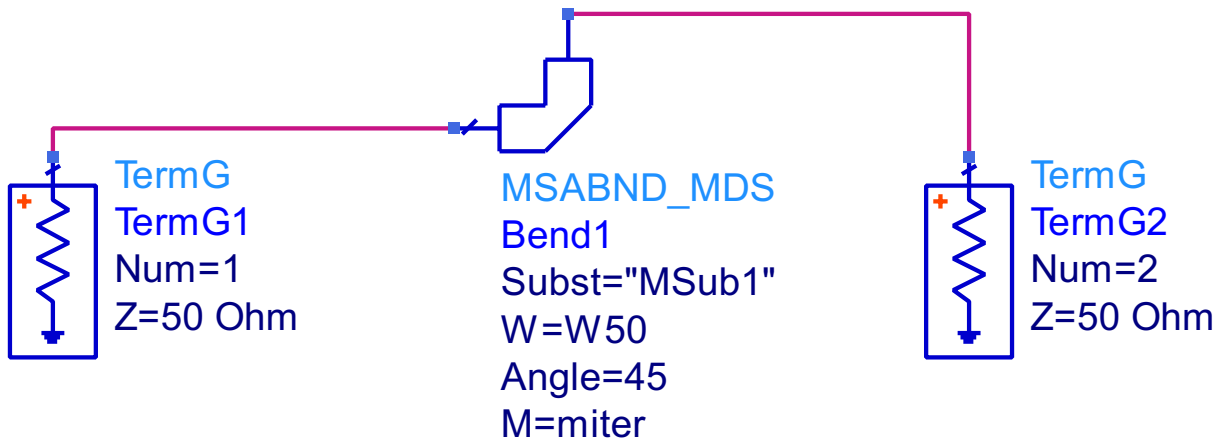 TermG
TermG1
Num=1
Z=50 Ohm
MSABND_MDS
Bend1
Subst="MSub1"
W=W50
Angle=45
M=miter
TermG
TermG2
Num=2
Z=50 Ohm